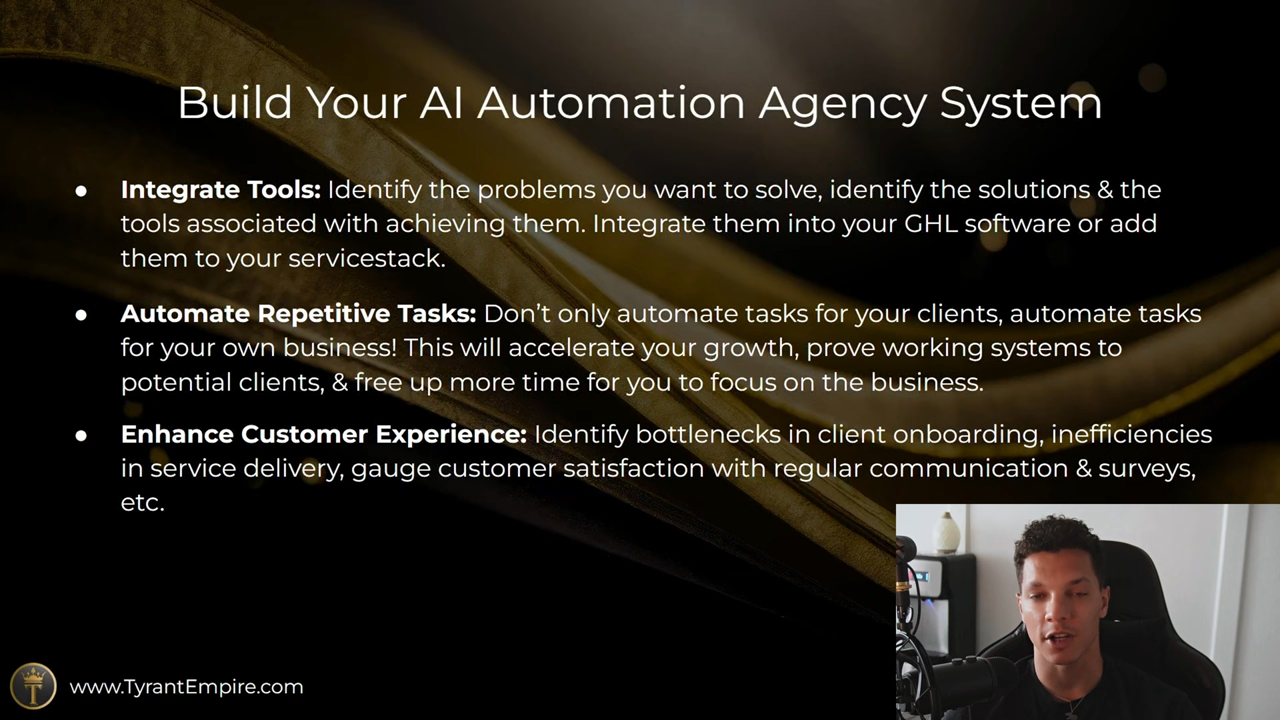 Build Your AI Automation Agency System
● Integrate Tools: Identify the problems you want to solve, identify the solutions & the
tools associated with achieving them. Integrate them into your GHL software or add
them to your servicestack.
● Automate Repetitive Tasks: Don’t only automate tasks for your clients, automate tasks
for your own business! This will accelerate your growth, prove working systems to
potential clients, & free up more time for you to focus on the business.
● Enhance Customer Experience: Identify bottlenecks in client onboarding, inefficiencies
in service delivery, gauge customer satisfaction with regular communication & surveys,
etc.
T
www.TyrantEmpire.com